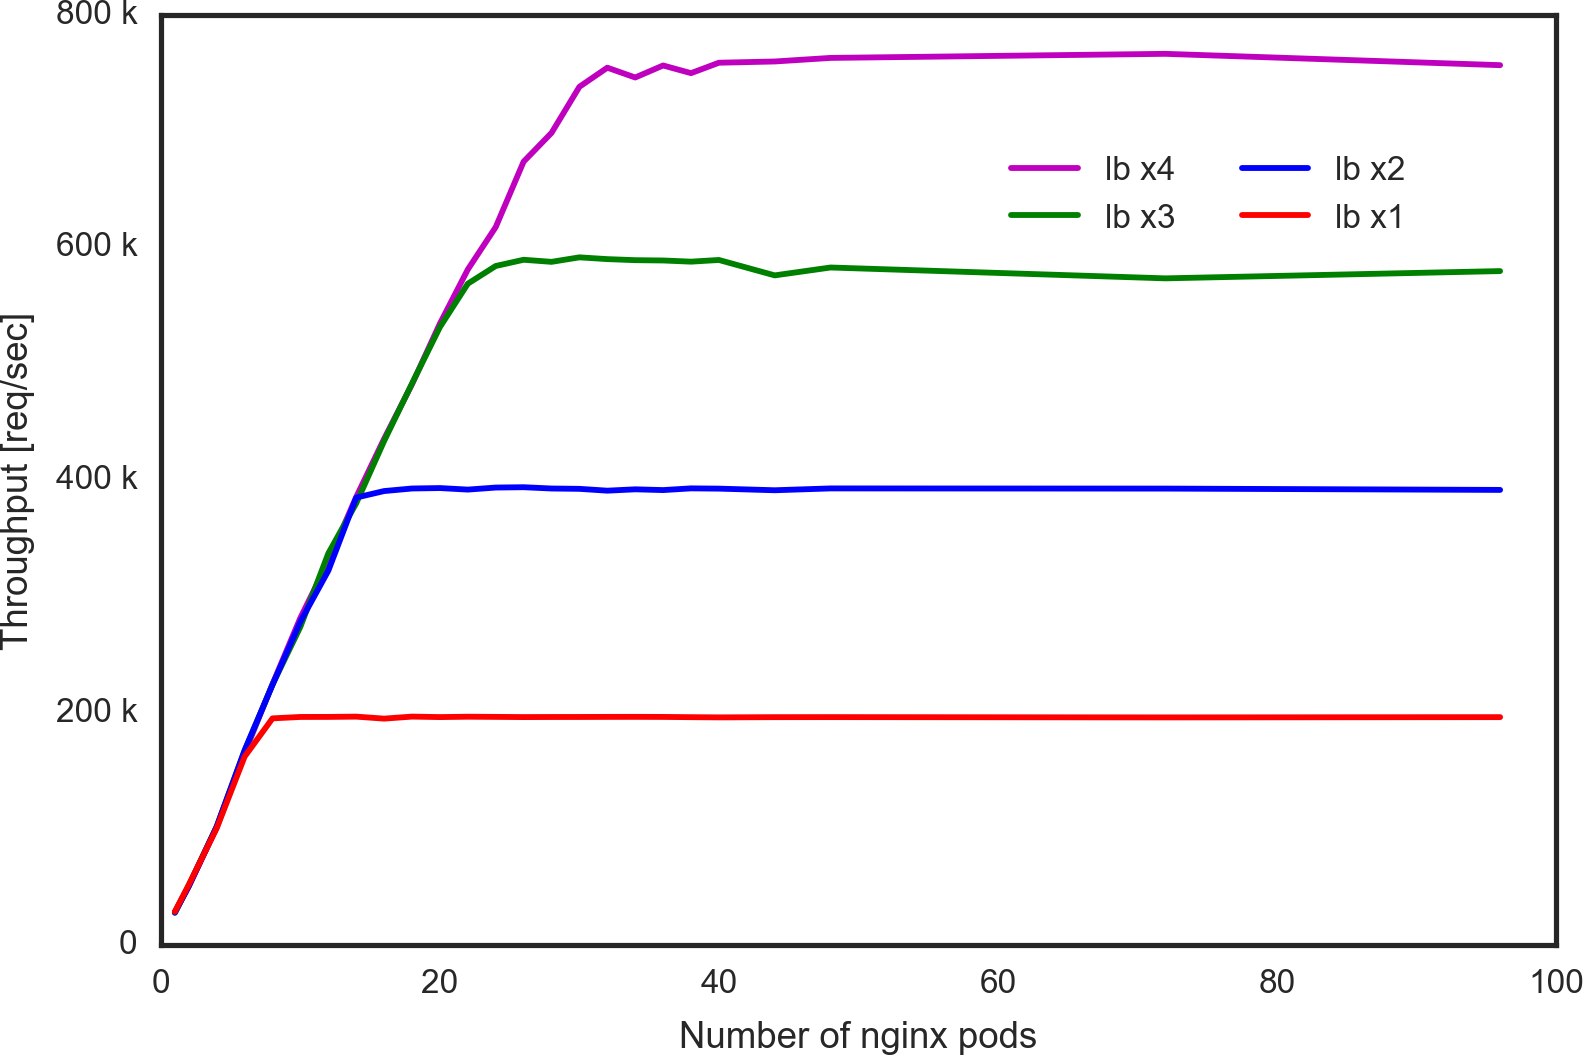 800 k
600 k
400 k
200 k
0
Throughput [req/sec]
lb x4
lb x3
lb x2
lb x1
0 20 40 60 80 100
Number of nginx pods